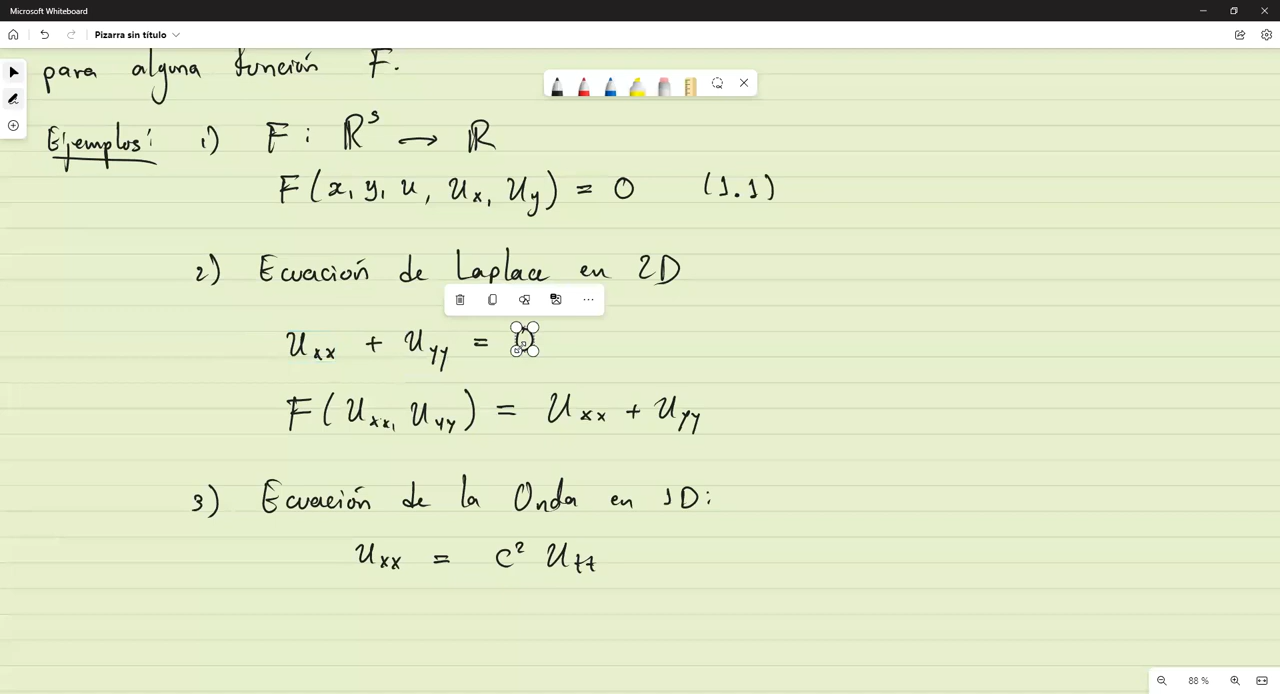 Microsoft Whiteboard
Pizarra sin título
para alguna función F.
Ejemplos: 1) F : ℝ⁵ → ℝ
F(x, y, u, u_x, u_y) = 0 (1.1)
2) Ecuación de Laplace en 2D
u_xx + u_yy = 0
F(u_xx, u_yy) = u_xx + u_yy
3) Ecuación de la Onda en 1D:
u_xx = c² u_tt
88 %